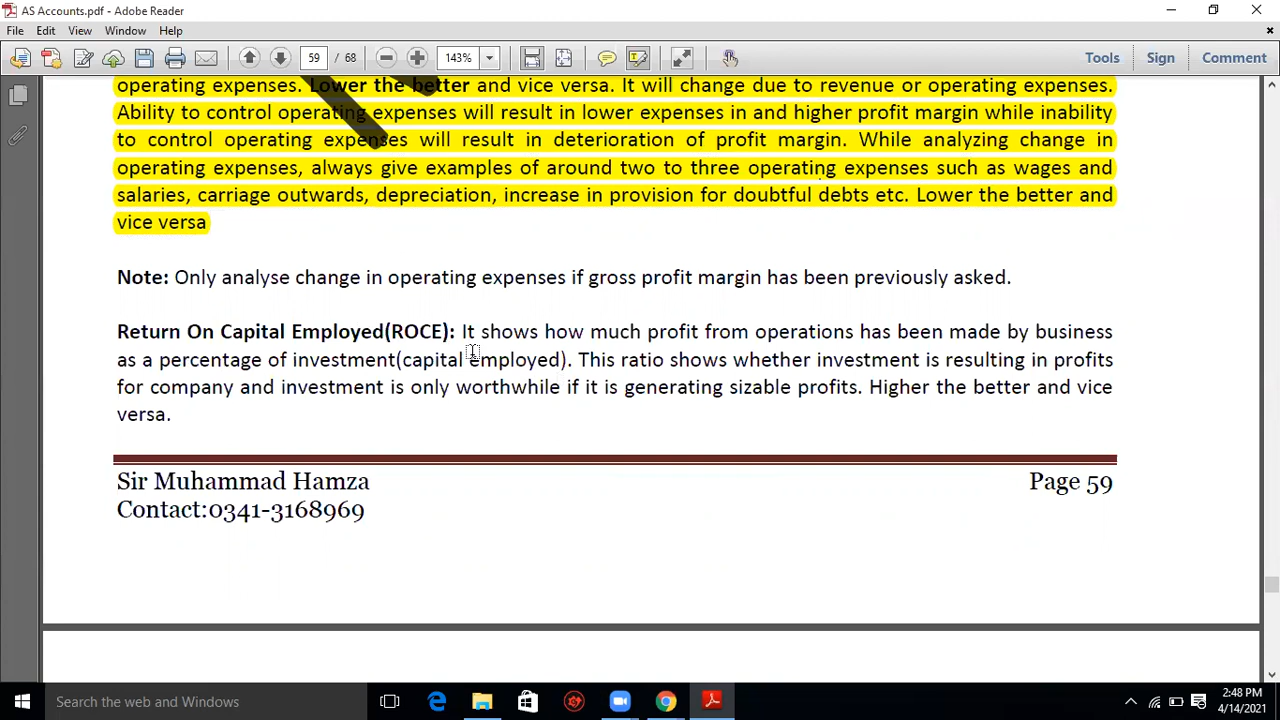 AS Accounts.pdf - Adobe Reader
File Edit View Window Help
59 / 68 143% Tools Sign Comment
operating expenses. Lower the better and vice versa. It will change due to revenue or operating expenses.
Ability to control operating expenses will result in lower expenses in and higher profit margin while inability
to control operating expenses will result in deterioration of profit margin. While analyzing change in
operating expenses, always give examples of around two to three operating expenses such as wages and
salaries, carriage outwards, depreciation, increase in provision for doubtful debts etc. Lower the better and
vice versa
Note: Only analyse change in operating expenses if gross profit margin has been previously asked.
Return On Capital Employed(ROCE): It shows how much profit from operations has been made by business
as a percentage of investment(capital employed). This ratio shows whether investment is resulting in profits
for company and investment is only worthwhile if it is generating sizable profits. Higher the better and vice
versa.
Sir Muhammad Hamza Page 59
Contact:0341-3168969
Search the web and Windows
2:48 PM
4/14/2021